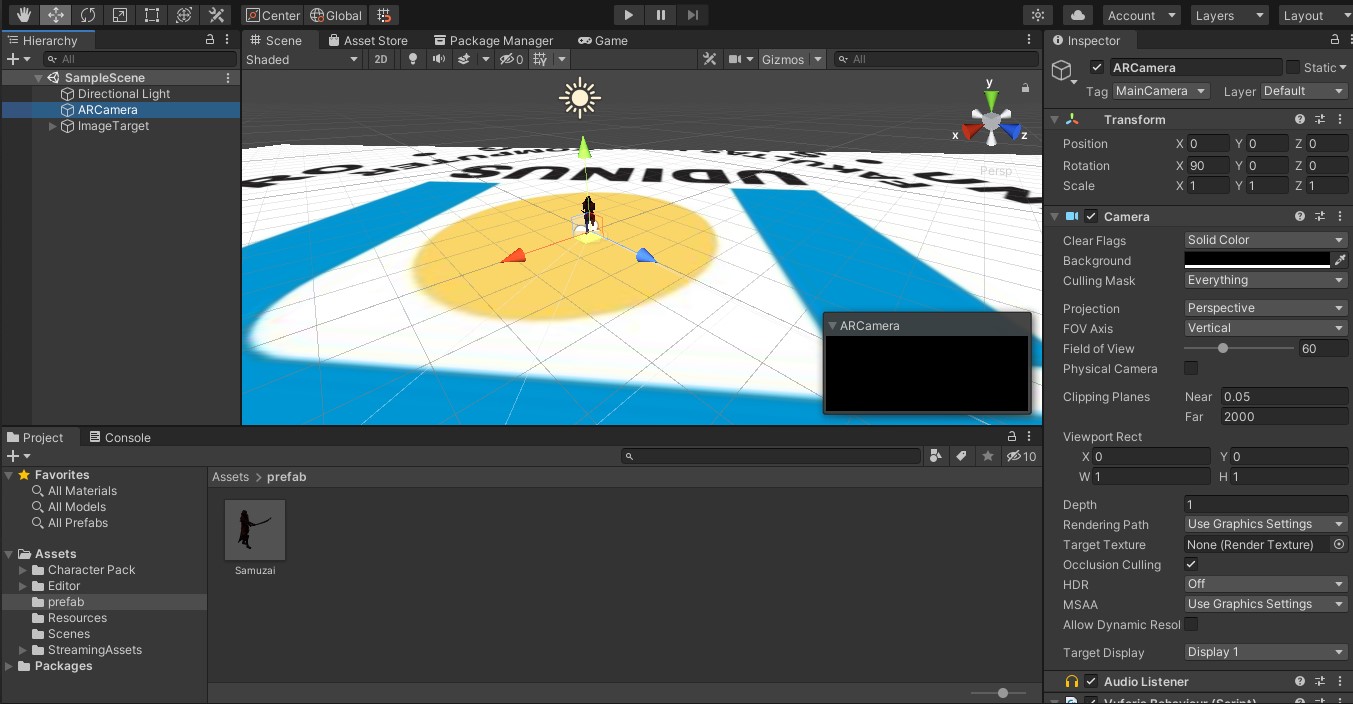 Center Global Account Layers Layout
Hierarchy
All
SampleScene
Directional Light
ARCamera
ImageTarget
Scene Asset Store Package Manager Game
Shaded 2D 0 Gizmos All
y
x z
Persp
UDINUS
ARCamera
Inspector
ARCamera Static
Tag MainCamera Layer Default
Transform
Position X 0 Y 0 Z 0
Rotation X 90 Y 0 Z 0
Scale X 1 Y 1 Z 1
Camera
Clear Flags Solid Color
Background
Culling Mask Everything
Projection Perspective
FOV Axis Vertical
Field of View 60
Physical Camera
Clipping Planes Near 0.05
Far 2000
Viewport Rect
X 0 Y 0
W 1 H 1
Depth 1
Rendering Path Use Graphics Settings
Target Texture None (Render Texture)
Occlusion Culling
HDR Off
MSAA Use Graphics Settings
Allow Dynamic Resol
Target Display Display 1
Audio Listener
Vuforia Behaviour (Script)
Project Console
10
Favorites
All Materials
All Models
All Prefabs
Assets
Character Pack
Editor
prefab
Resources
Scenes
StreamingAssets
Packages
Assets > prefab
Samuzai